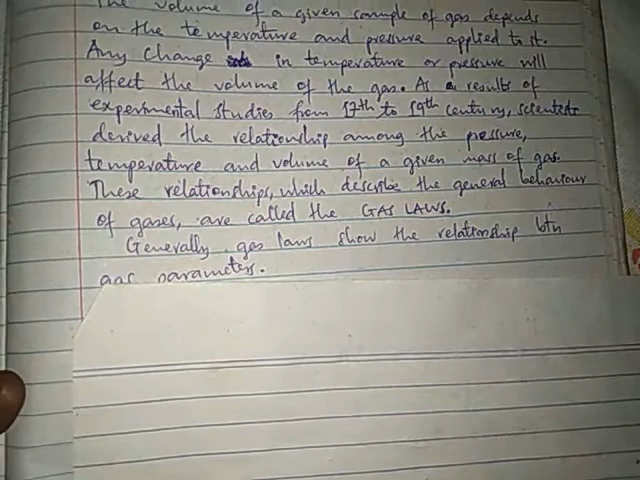 The volume of a given sample of gas depends
on the temperature and pressure applied to it.
Any change in temperature or pressure will
affect the volume of the gas. As a results of
experimental studies from 17th to 19th century, scientists
derived the relationship among the pressure,
temperature and volume of a given mass of gas.
These relationships, which describe the general behaviour
of gases, are called the GAS LAWS.
Generally gas laws show the relationship btn
gas parameters.